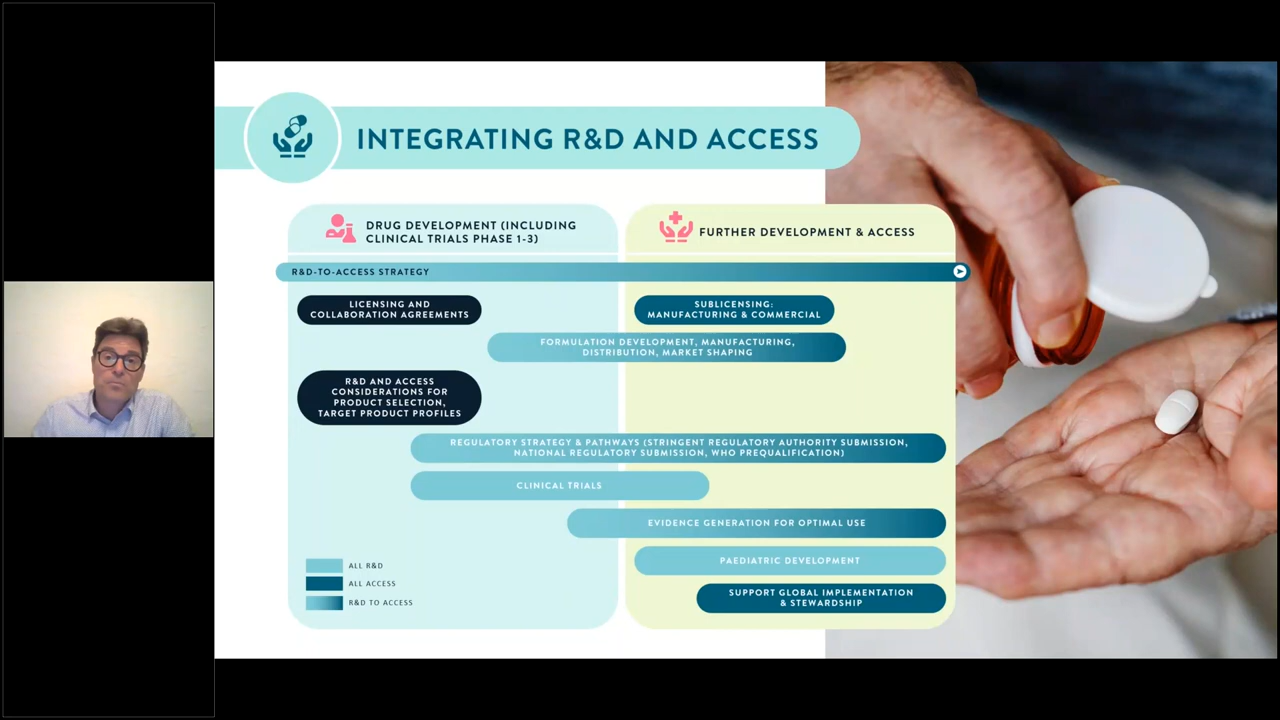 INTEGRATING R&D AND ACCESS
DRUG DEVELOPMENT (INCLUDING
CLINICAL TRIALS PHASE 1-3)
FURTHER DEVELOPMENT & ACCESS
R&D-TO-ACCESS STRATEGY
LICENSING AND
COLLABORATION AGREEMENTS
SUBLICENSING:
MANUFACTURING & COMMERCIAL
FORMULATION DEVELOPMENT, MANUFACTURING,
DISTRIBUTION, MARKET SHAPING
R&D AND ACCESS
CONSIDERATIONS FOR
PRODUCT SELECTION,
TARGET PRODUCT PROFILES
REGULATORY STRATEGY & PATHWAYS (STRINGENT REGULATORY AUTHORITY SUBMISSION,
NATIONAL REGULATORY SUBMISSION, WHO PREQUALIFICATION)
CLINICAL TRIALS
EVIDENCE GENERATION FOR OPTIMAL USE
PAEDIATRIC DEVELOPMENT
SUPPORT GLOBAL IMPLEMENTATION
& STEWARDSHIP
ALL R&D
ALL ACCESS
R&D TO ACCESS